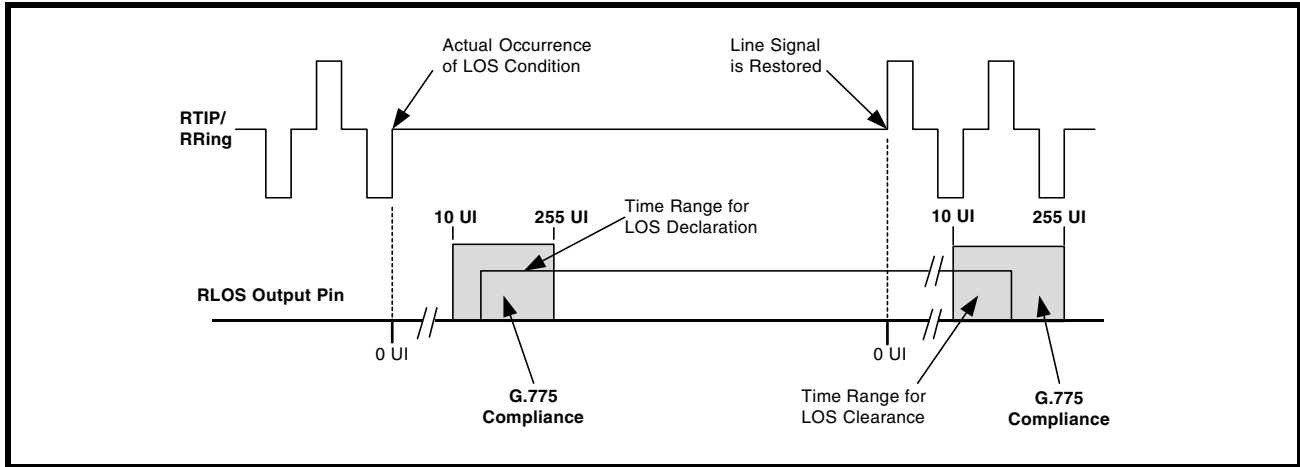 Actual Occurrence
of LOS Condition
Line Signal
is Restored
RTIP/
RRing
10 UI
255 UI
Time Range for
LOS Declaration
10 UI
255 UI
RLOS Output Pin
0 UI
0 UI
G.775
Compliance
Time Range for
LOS Clearance
G.775
Compliance